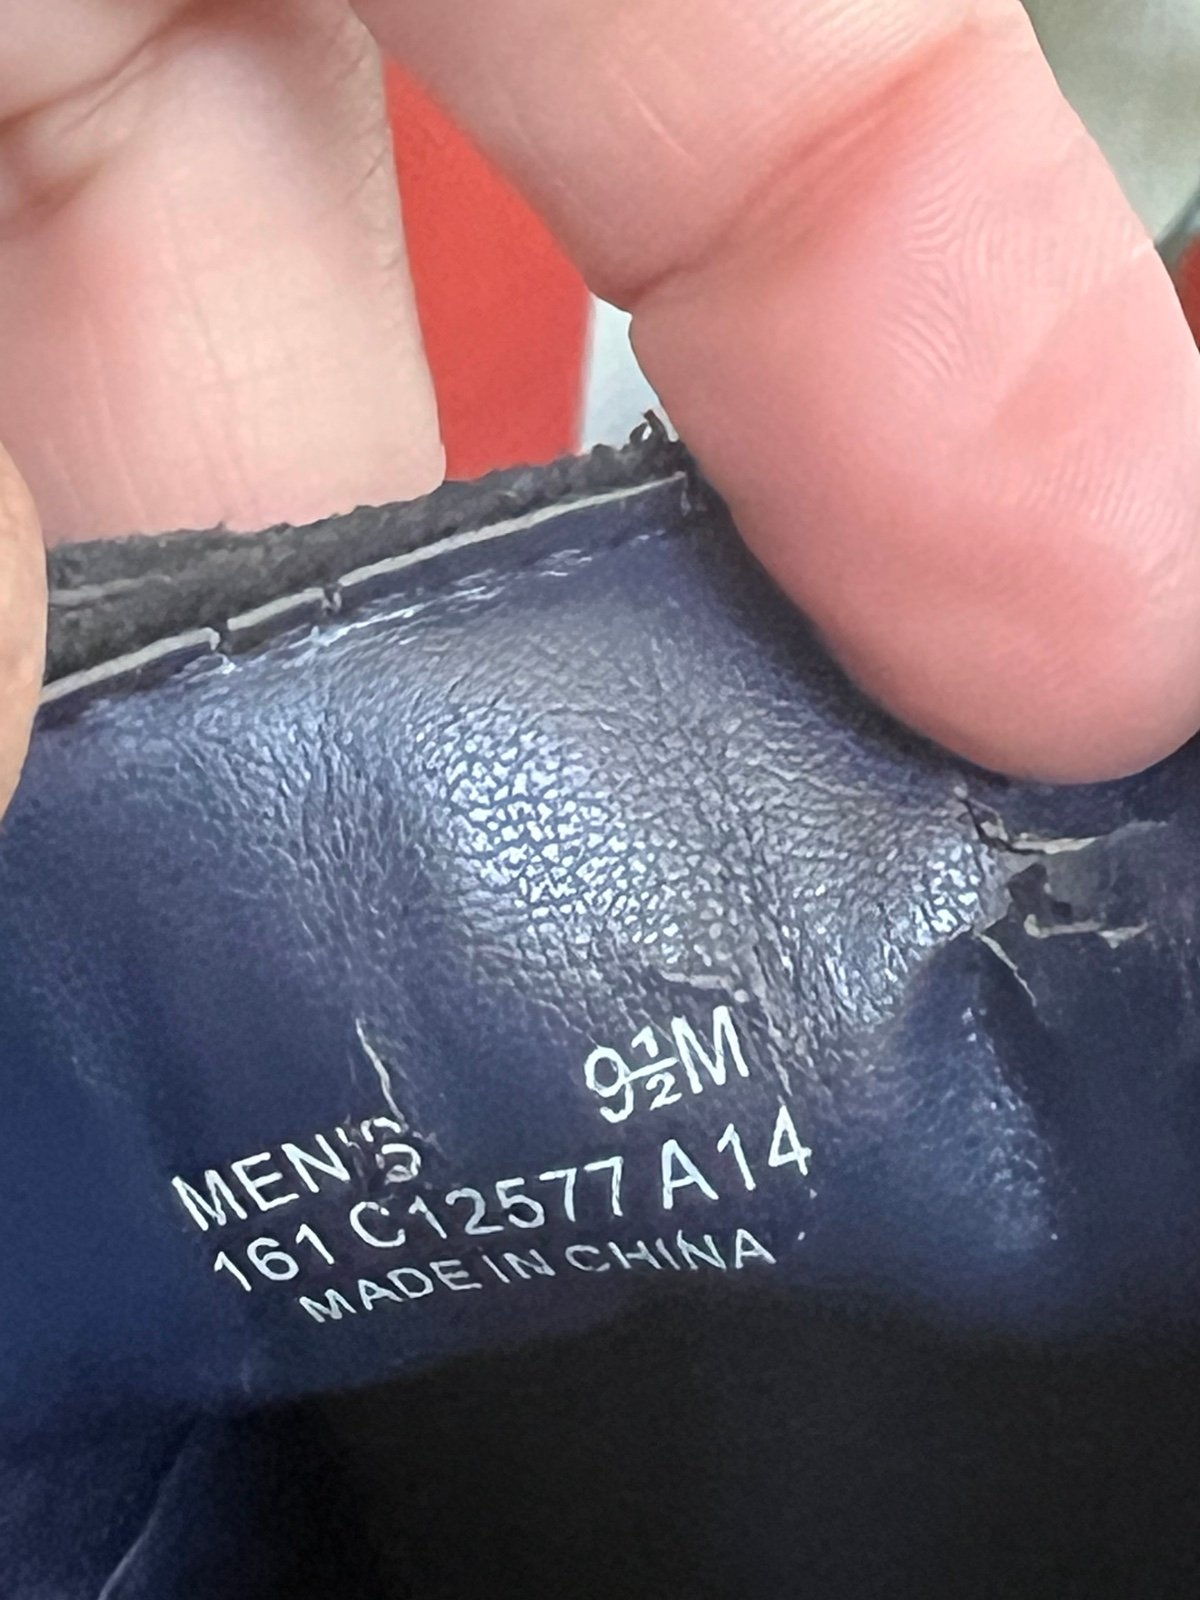 9½M
MEN'S
161 C12577 A14
MADE IN CHINA